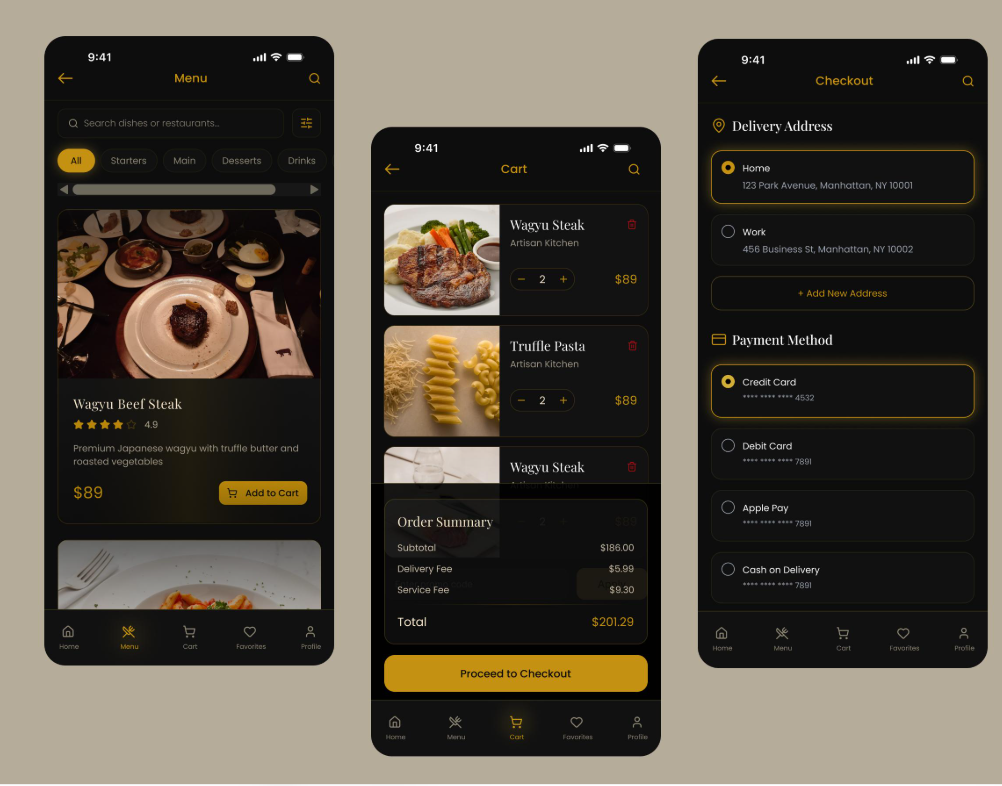 9:41
Menu
Search dishes or restaurants..
All
Starters
Main
Desserts
Drinks
Wagyu Beef Steak
4.9
Premium Japanese wagyu with truffle butter and
roasted vegetables
$89
Add to Cart
Home
Menu
Cart
Favorites
Profile
9:41
Cart
Wagyu Steak
Artisan Kitchen
2
$89
Truffle Pasta
Artisan Kitchen
2
$89
Wagyu Steak
Artisan Kitchen
2
$89
Order Summary
Subtotal
$186.00
Delivery Fee
$5.99
Service Fee
$9.30
Total
$201.29
Proceed to Checkout
Home
Menu
Cart
Favorites
Profile
9:41
Checkout
Delivery Address
Home
123 Park Avenue, Manhattan, NY 10001
Work
456 Business St, Manhattan, NY 10002
+ Add New Address
Payment Method
Credit Card
**** **** **** 4532
Debit Card
**** **** **** 7891
Apple Pay
**** **** **** 7891
Cash on Delivery
**** **** **** 7891
Home
Menu
Cart
Favorites
Profile